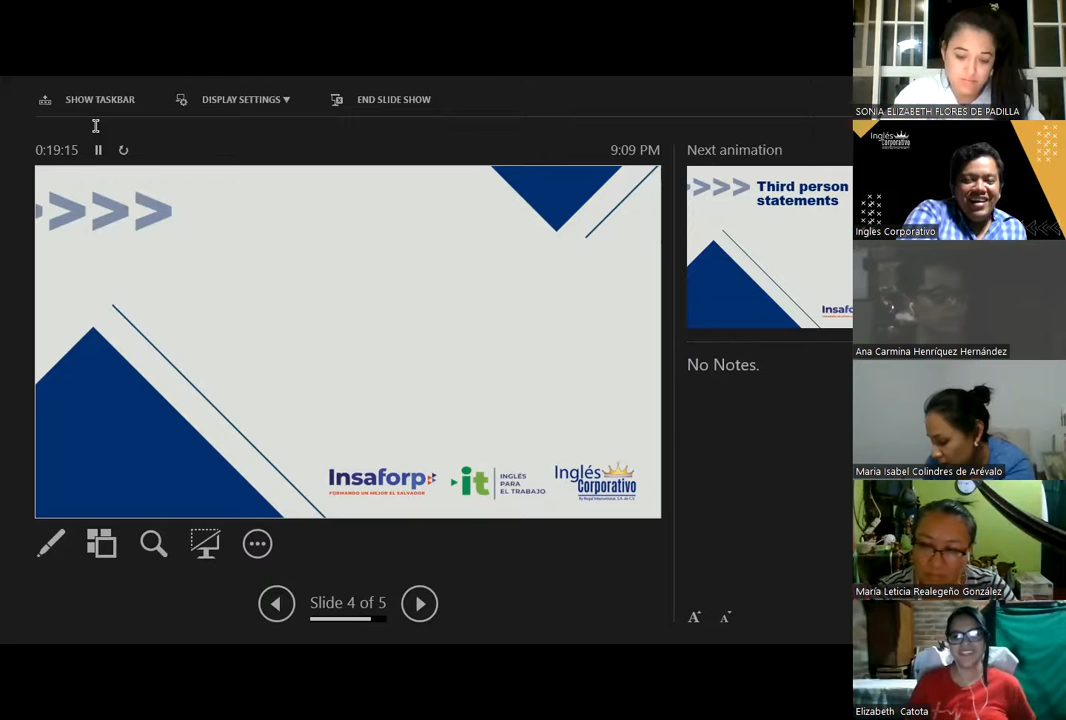 SHOW TASKBAR
DISPLAY SETTINGS ▼
END SLIDE SHOW
0:19:15
9:09 PM
Next animation
Third person
statements
Insaforp
FORMANDO UN MEJOR EL SALVADOR
it
INGLÉS
PARA
EL TRABAJO
Inglés
Corporativo
Insafo
No Notes.
Slide 4 of 5
A
A
SONIA ELIZABETH FLORES DE PADILLA
Inglés
Corporativo
Ingles Corporativo
Ana Carmina Henríquez Hernández
Maria Isabel Colindres de Arévalo
María Leticia Realegeño González
Elizabeth Catota